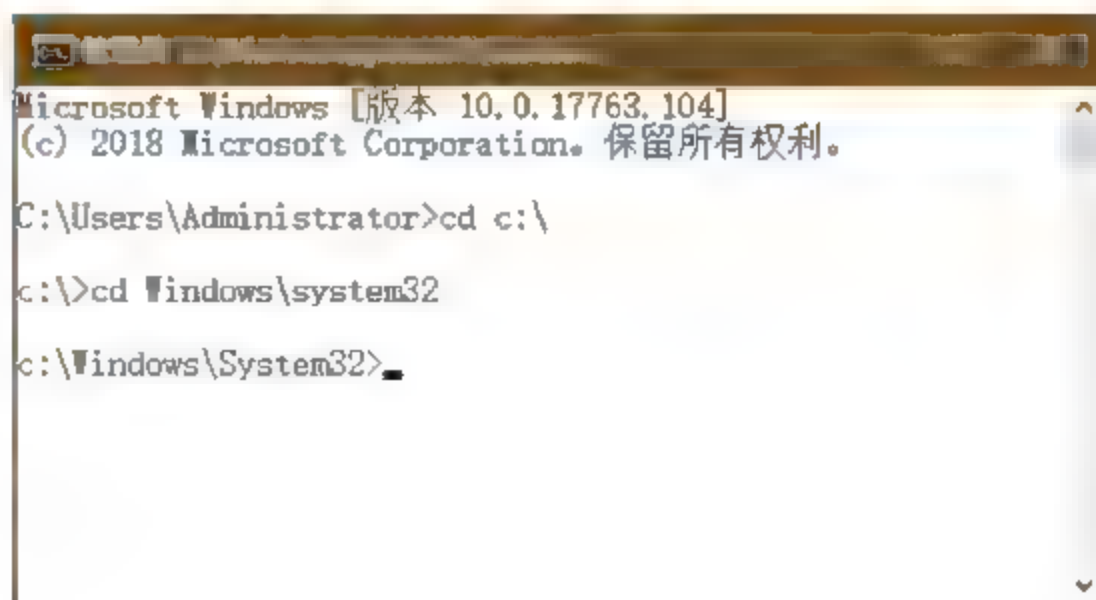 Microsoft Windows [版本 10.0.17763.104]
(c) 2018 Microsoft Corporation。保留所有权利。
C:\Users\Administrator>cd c:\
c:\>cd Windows\system32
c:\Windows\System32>